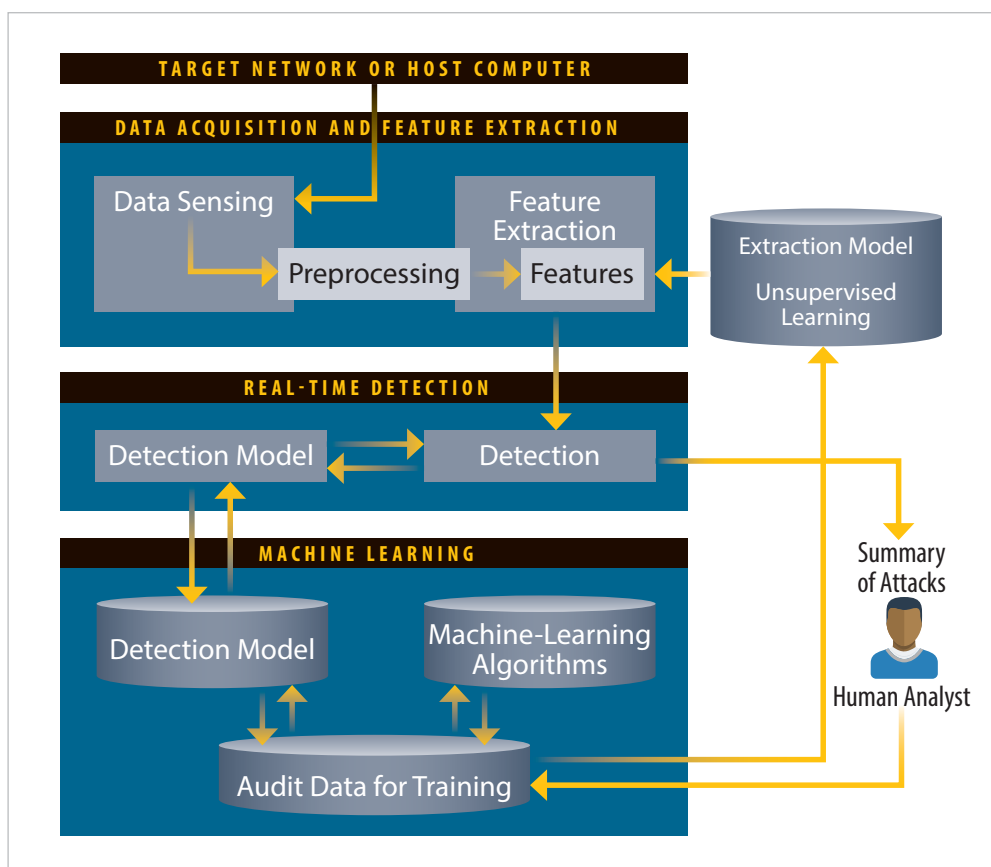 TARGET NETWORK OR HOST COMPUTER
DATA ACQUISITION AND FEATURE EXTRACTION
Data Sensing
Feature
Extraction
Preprocessing
Features
Extraction Model
Unsupervised
Learning
REAL-TIME DETECTION
Detection Model
Detection
MACHINE LEARNING
Detection Model
Machine-Learning
Algorithms
Audit Data for Training
Summary
of Attacks
Human Analyst